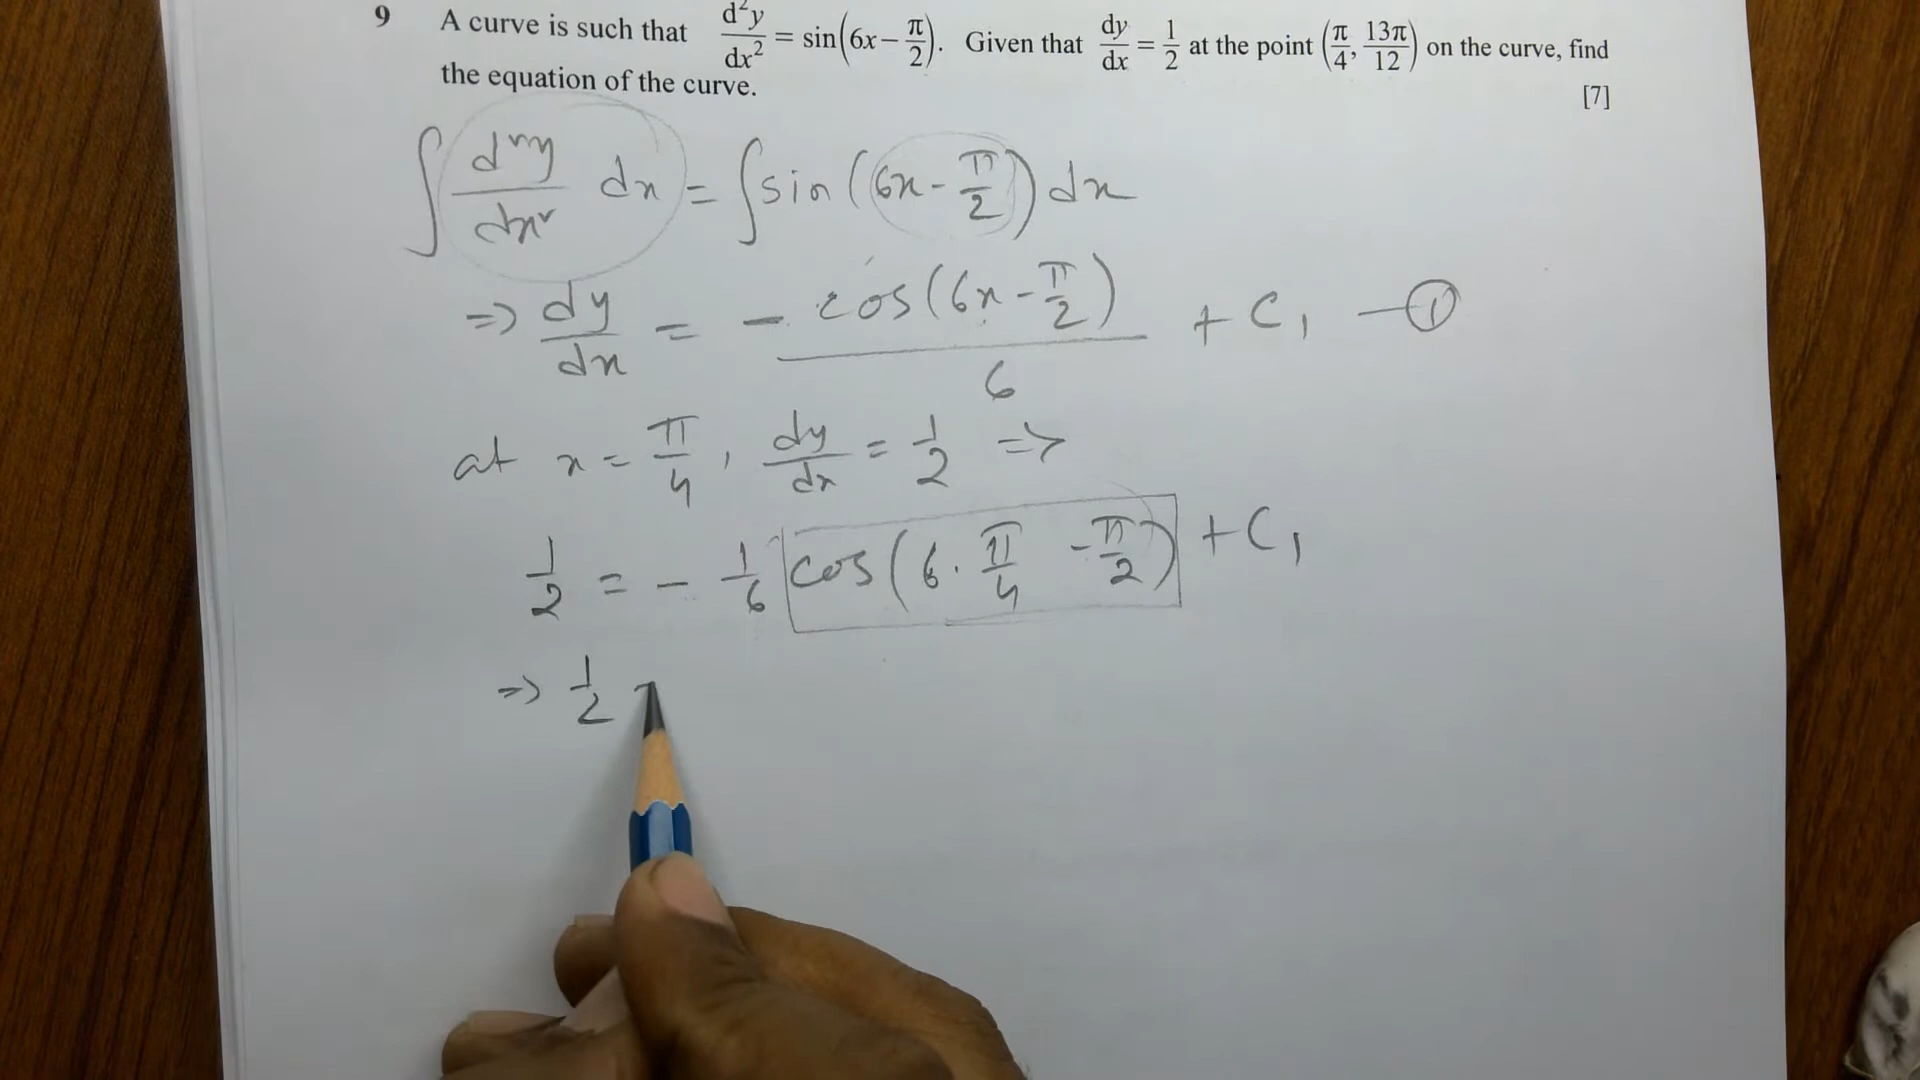 9 A curve is such that d²y/dx² = sin(6x − π/2). Given that dy/dx = 1/2 at the point (π/4, 13π/12) on the curve, find
the equation of the curve. [7]
∫ d²y/dx² dx = ∫ sin(6x − π/2) dx
⇒ dy/dx = − cos(6x − π/2)/6 + C₁ — ①
at x = π/4, dy/dx = 1/2 ⇒
1/2 = − 1/6 cos(6 · π/4 − π/2) + C₁
⇒ 1/2